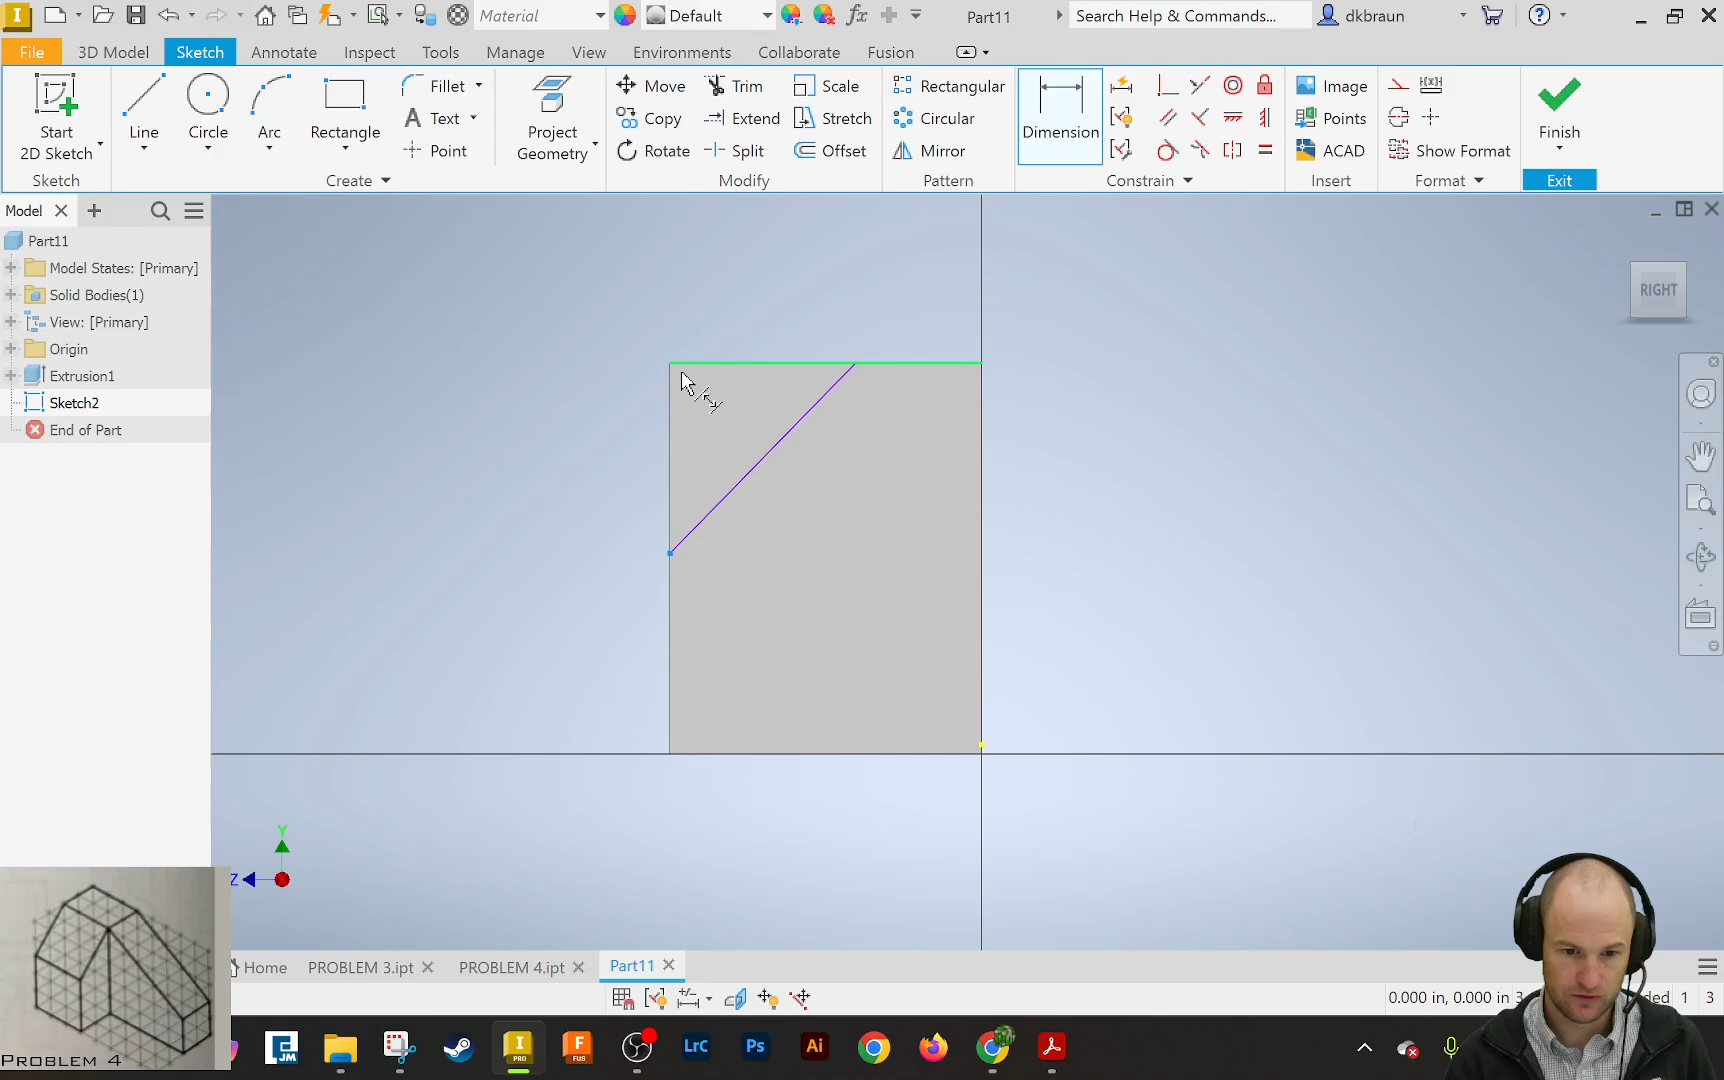 Material
Default
Part11
Search Help & Commands...
dkbraun
File
3D Model
Sketch
Annotate
Inspect
Tools
Manage
View
Environments
Collaborate
Fusion
Start
2D Sketch
Line
Circle
Arc
Rectangle
Fillet
Text
Point
Project
Geometry
Move
Copy
Rotate
Trim
Extend
Split
Scale
Stretch
Offset
Rectangular
Circular
Mirror
Dimension
Image
Points
ACAD
Show Format
Finish
Sketch
Create
Modify
Pattern
Constrain
Insert
Format
Exit
Model
Part11
Model States: [Primary]
Solid Bodies(1)
View: [Primary]
Origin
Extrusion1
Sketch2
End of Part
RIGHT
Y
Z
PROBLEM 4
Home
PROBLEM 3.ipt
PROBLEM 4.ipt
Part11
0.000 in, 0.000 in
1
3
JM
I
PRO
F
FUS
LrC
Ps
Ai